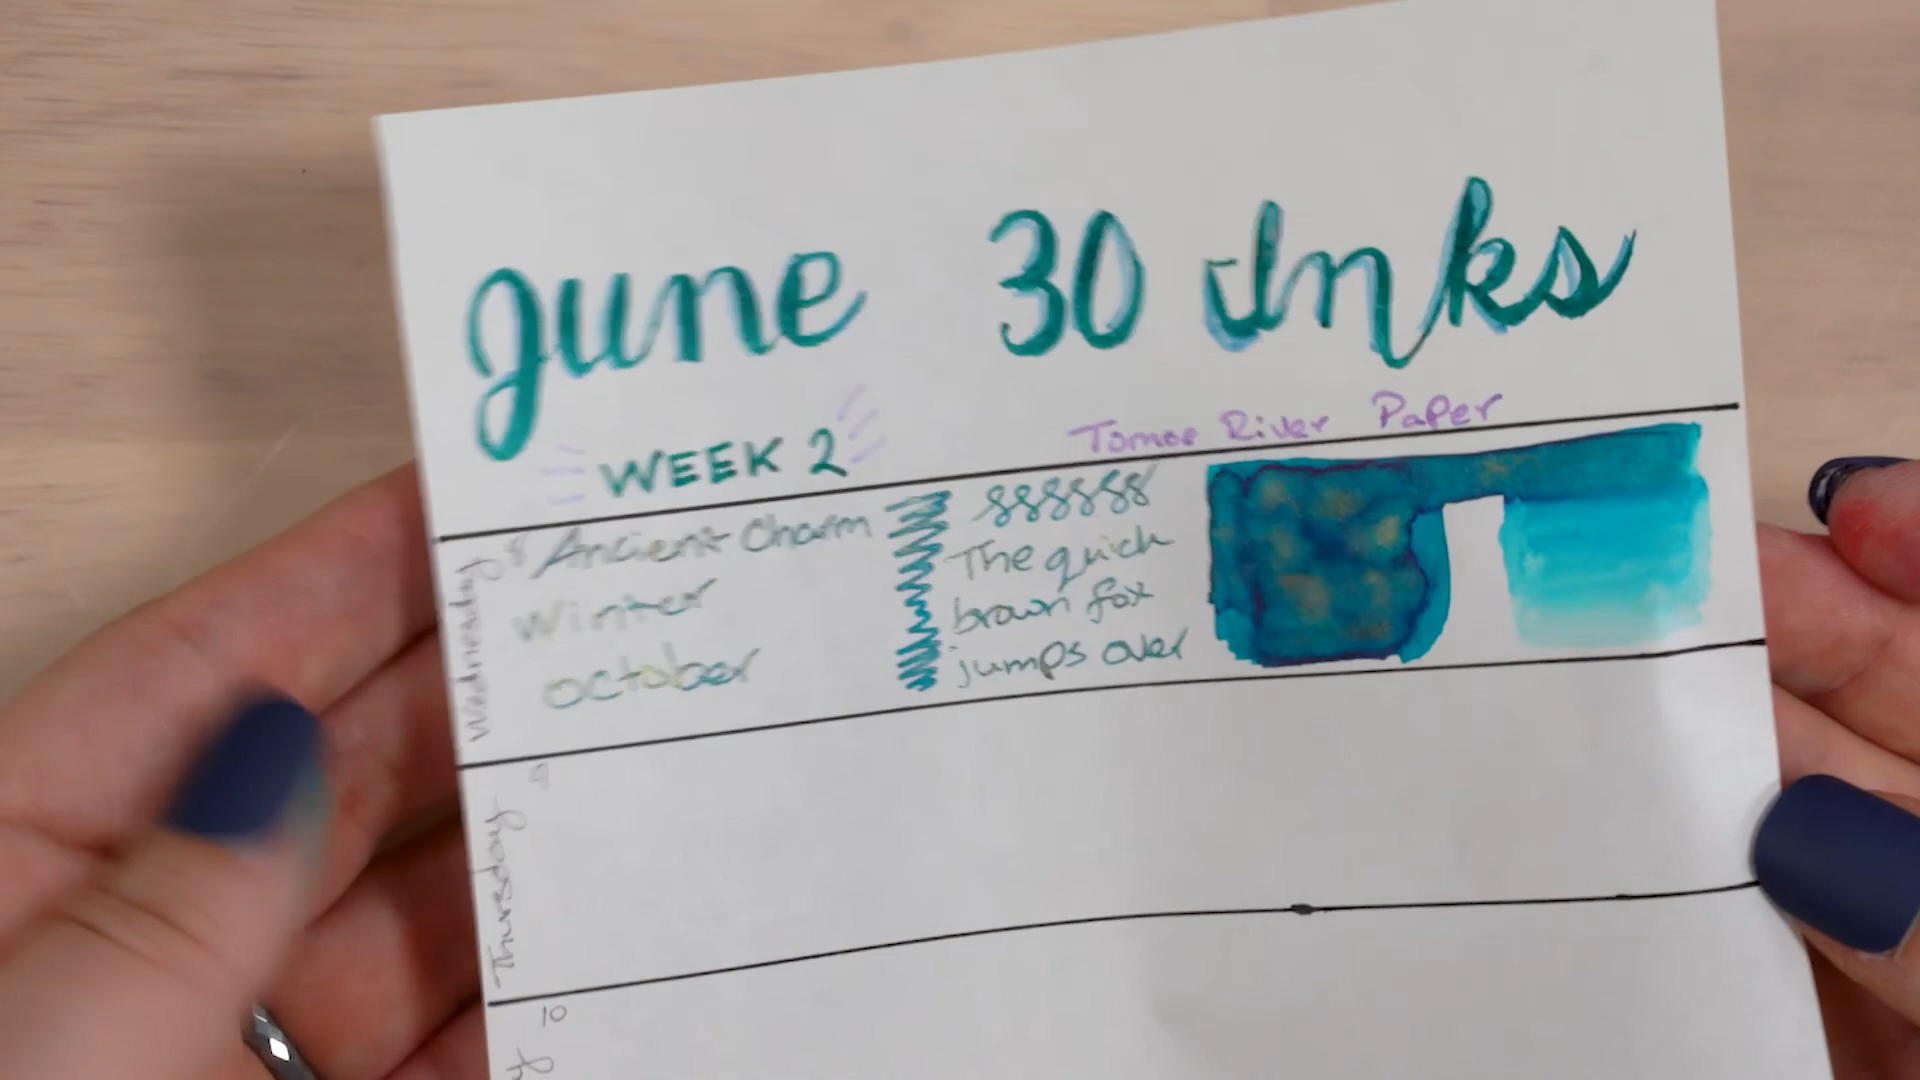 June 30 Inks
WEEK 2
Tomoe River Paper
Wednesday
8
Ancient Charm
Winter
October
888888
The quick
brown fox
jumps over
Thursday
9
10
y